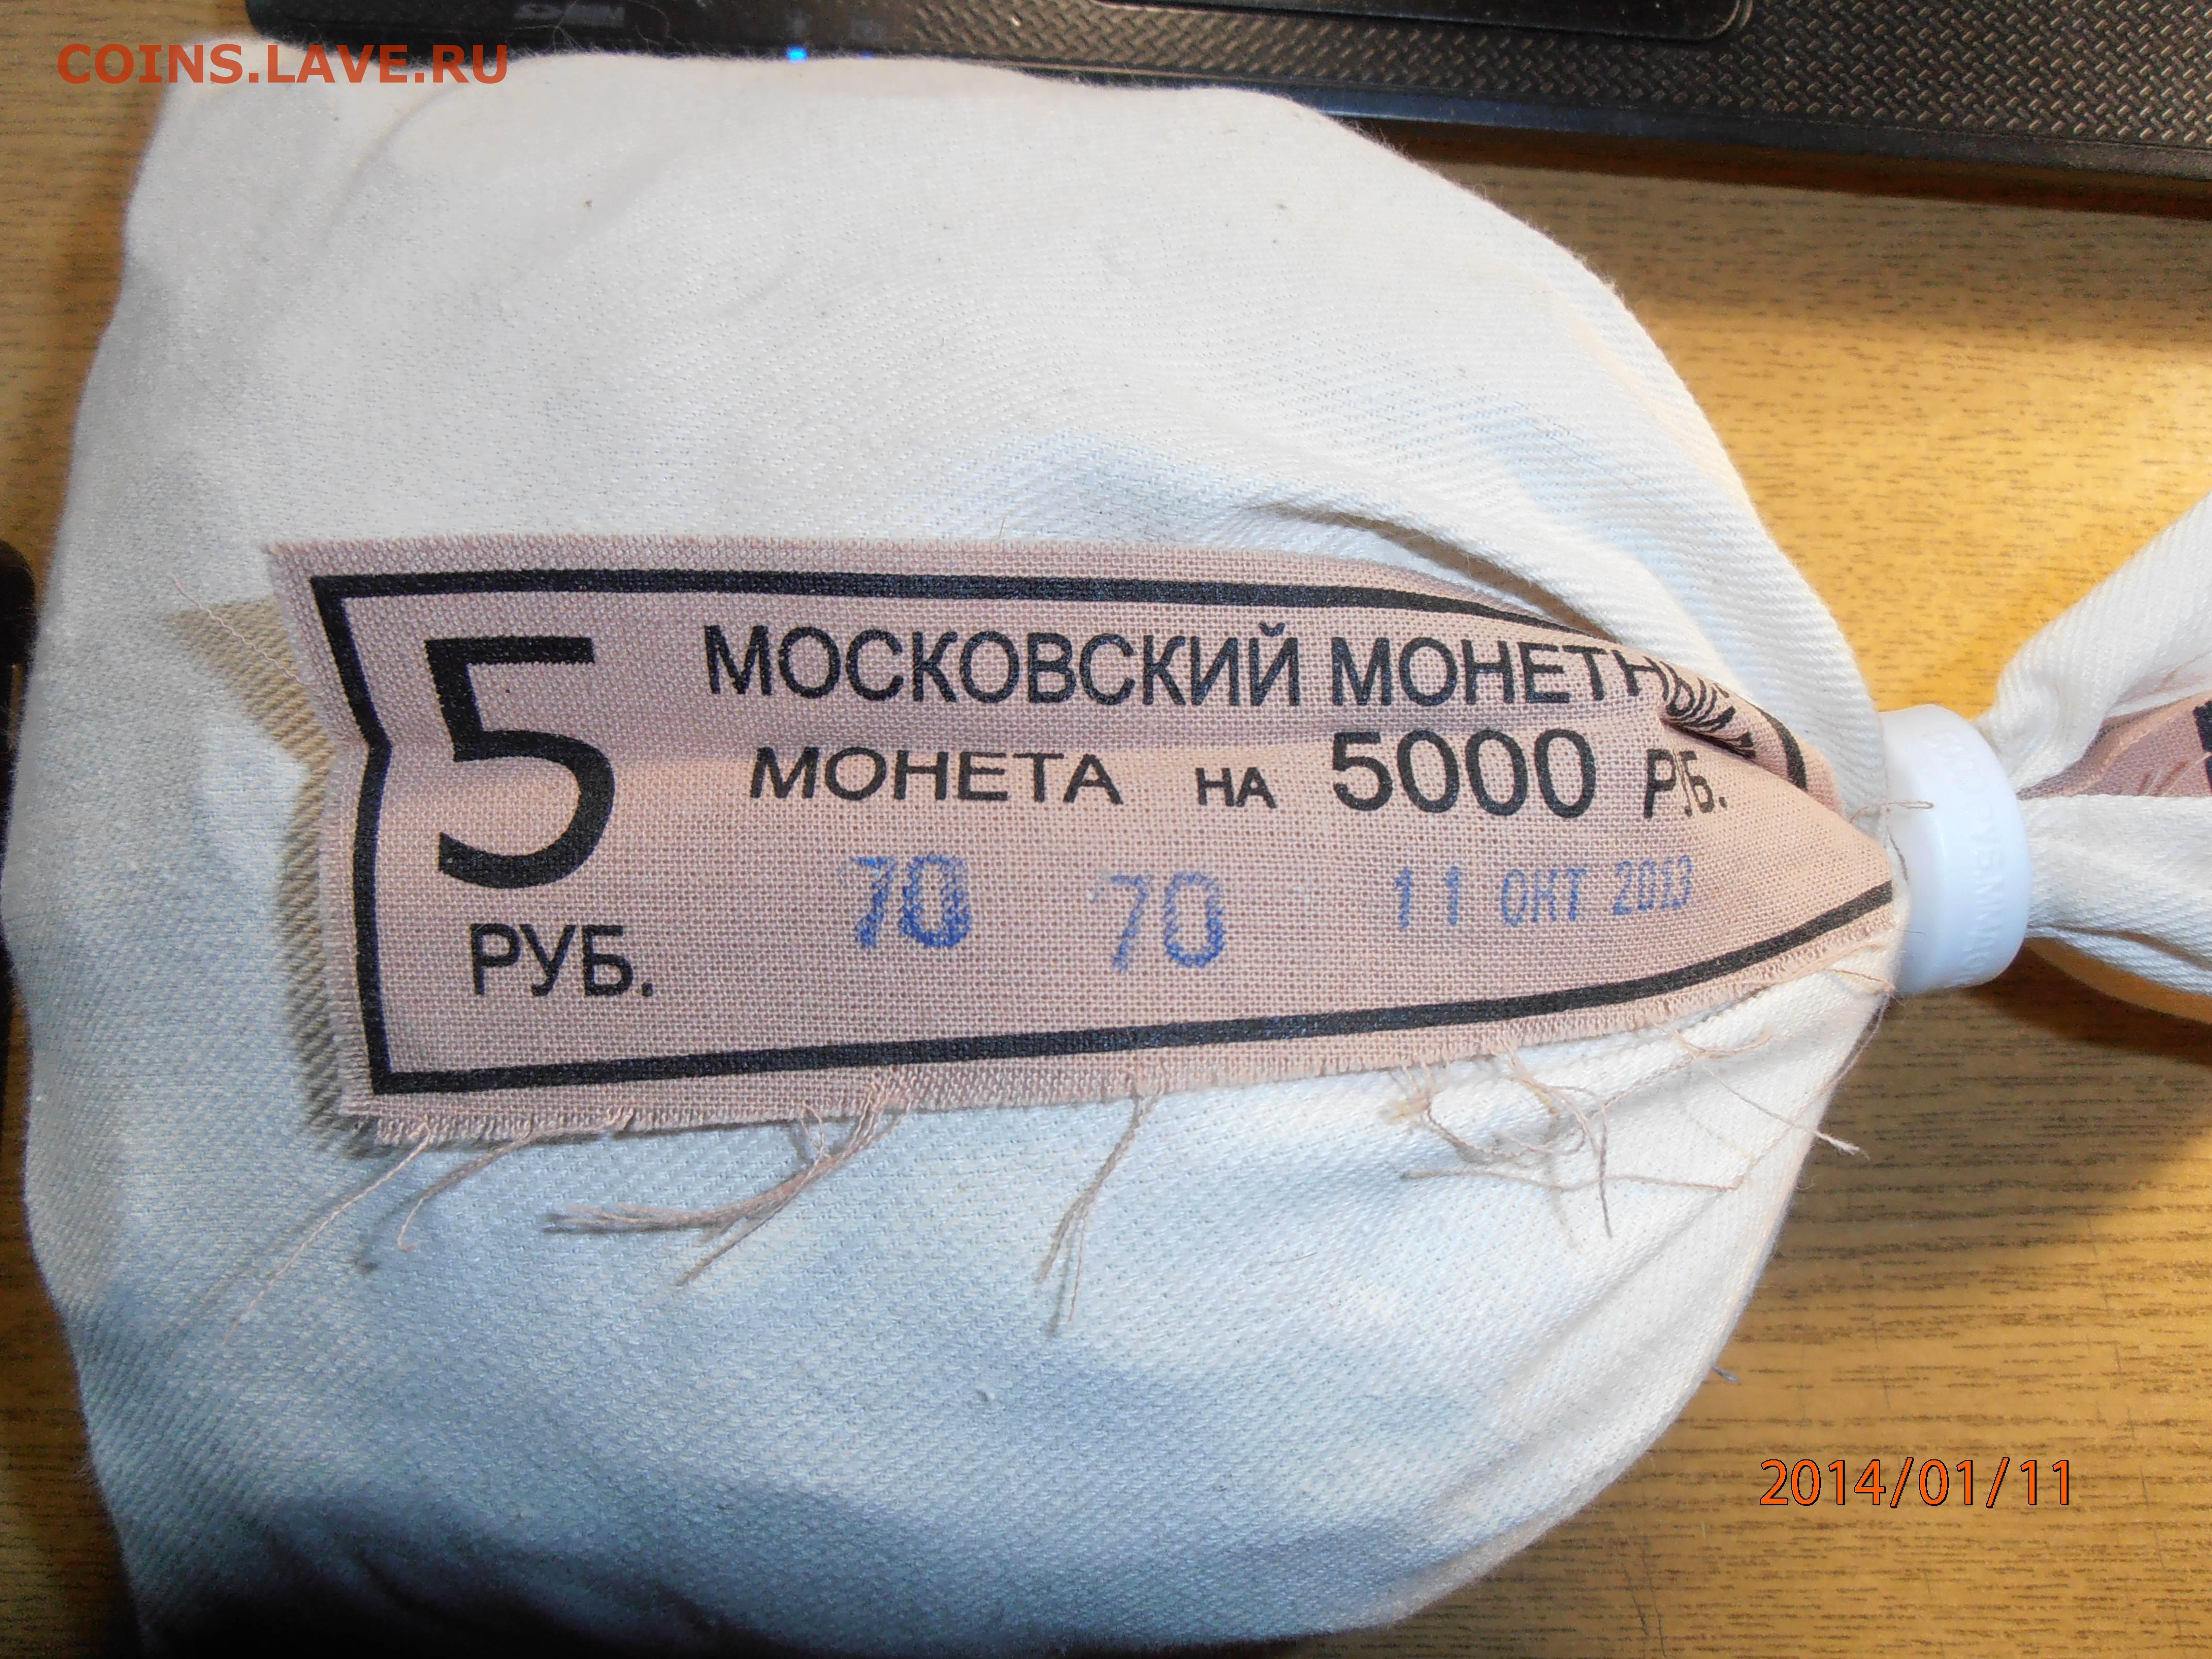 COINS.LAVE.RU
5
РУБ.
МОСКОВСКИЙ МОНЕТНЫЙ
МОНЕТА НА 5000 РУБ.
70 70 11 ОКТ 2013
2014/01/11